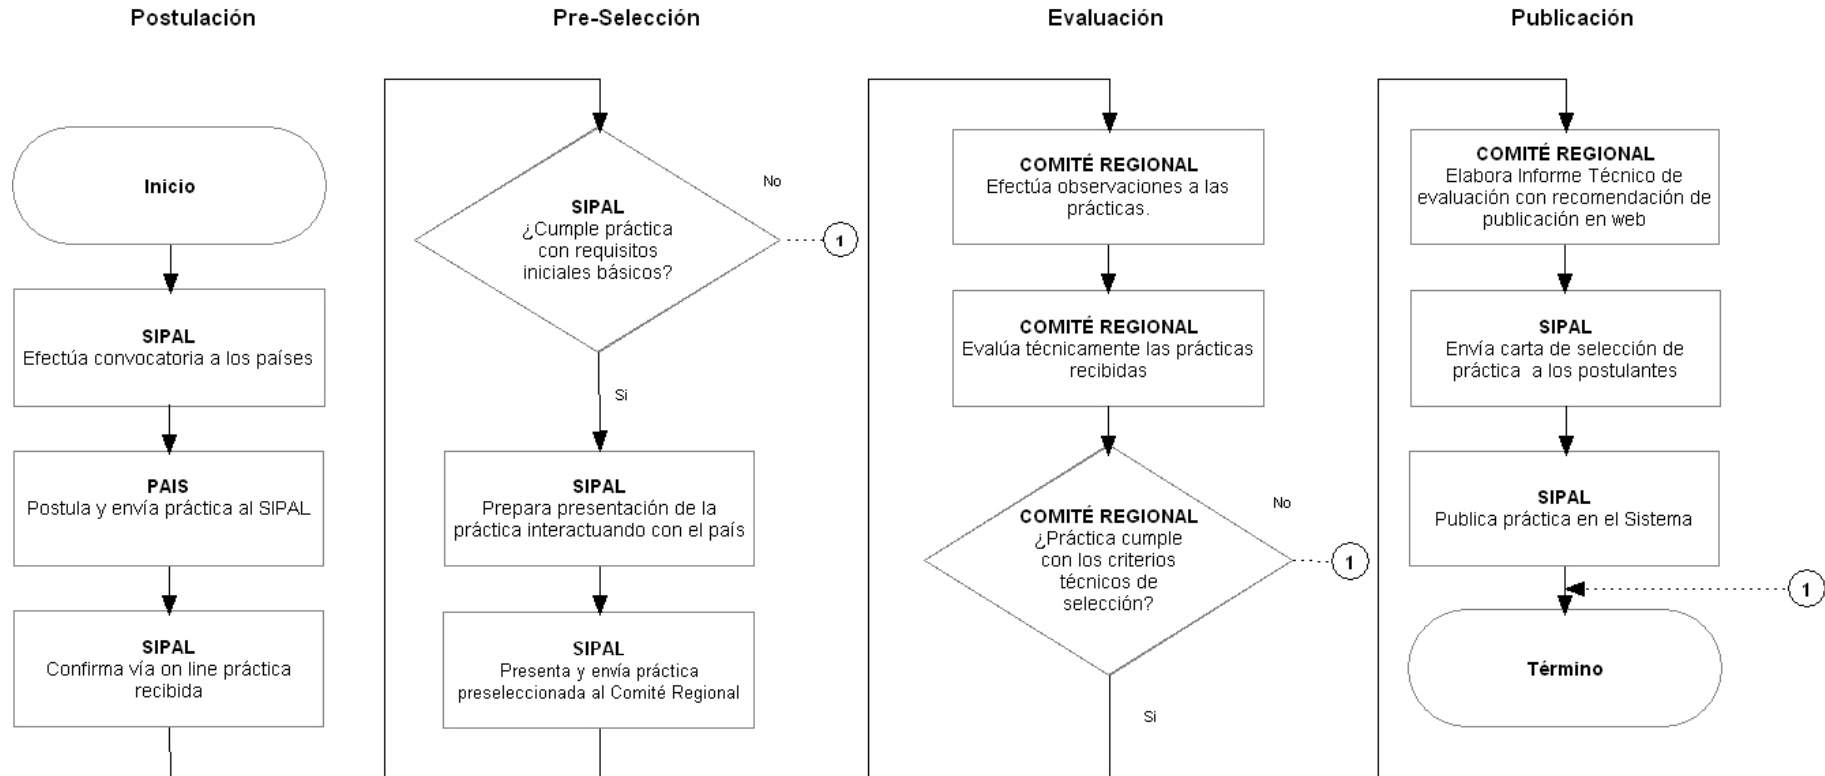 Postulación
Inicio
SIPAL
Efectúa convocatoria a los países
PAIS
Postula y envía práctica al SIPAL
SIPAL
Confirma vía on line práctica
recibida
Pre-Selección
SIPAL
¿Cumple práctica
con requisitos
iniciales básicos?
No
1
Si
SIPAL
Prepara presentación de la
práctica interactuando con el país
SIPAL
Presenta y envía práctica
preseleccionada al Comité Regional
Evaluación
COMITÉ REGIONAL
Efectúa observaciones a las
prácticas.
COMITÉ REGIONAL
Evalúa técnicamente las prácticas
recibidas
COMITÉ REGIONAL
¿Práctica cumple
con los criterios
técnicos de
selección?
No
1
Si
Publicación
COMITÉ REGIONAL
Elabora Informe Técnico de
evaluación con recomendación de
publicación en web
SIPAL
Envía carta de selección de
práctica a los postulantes
SIPAL
Publica práctica en el Sistema
1
Término